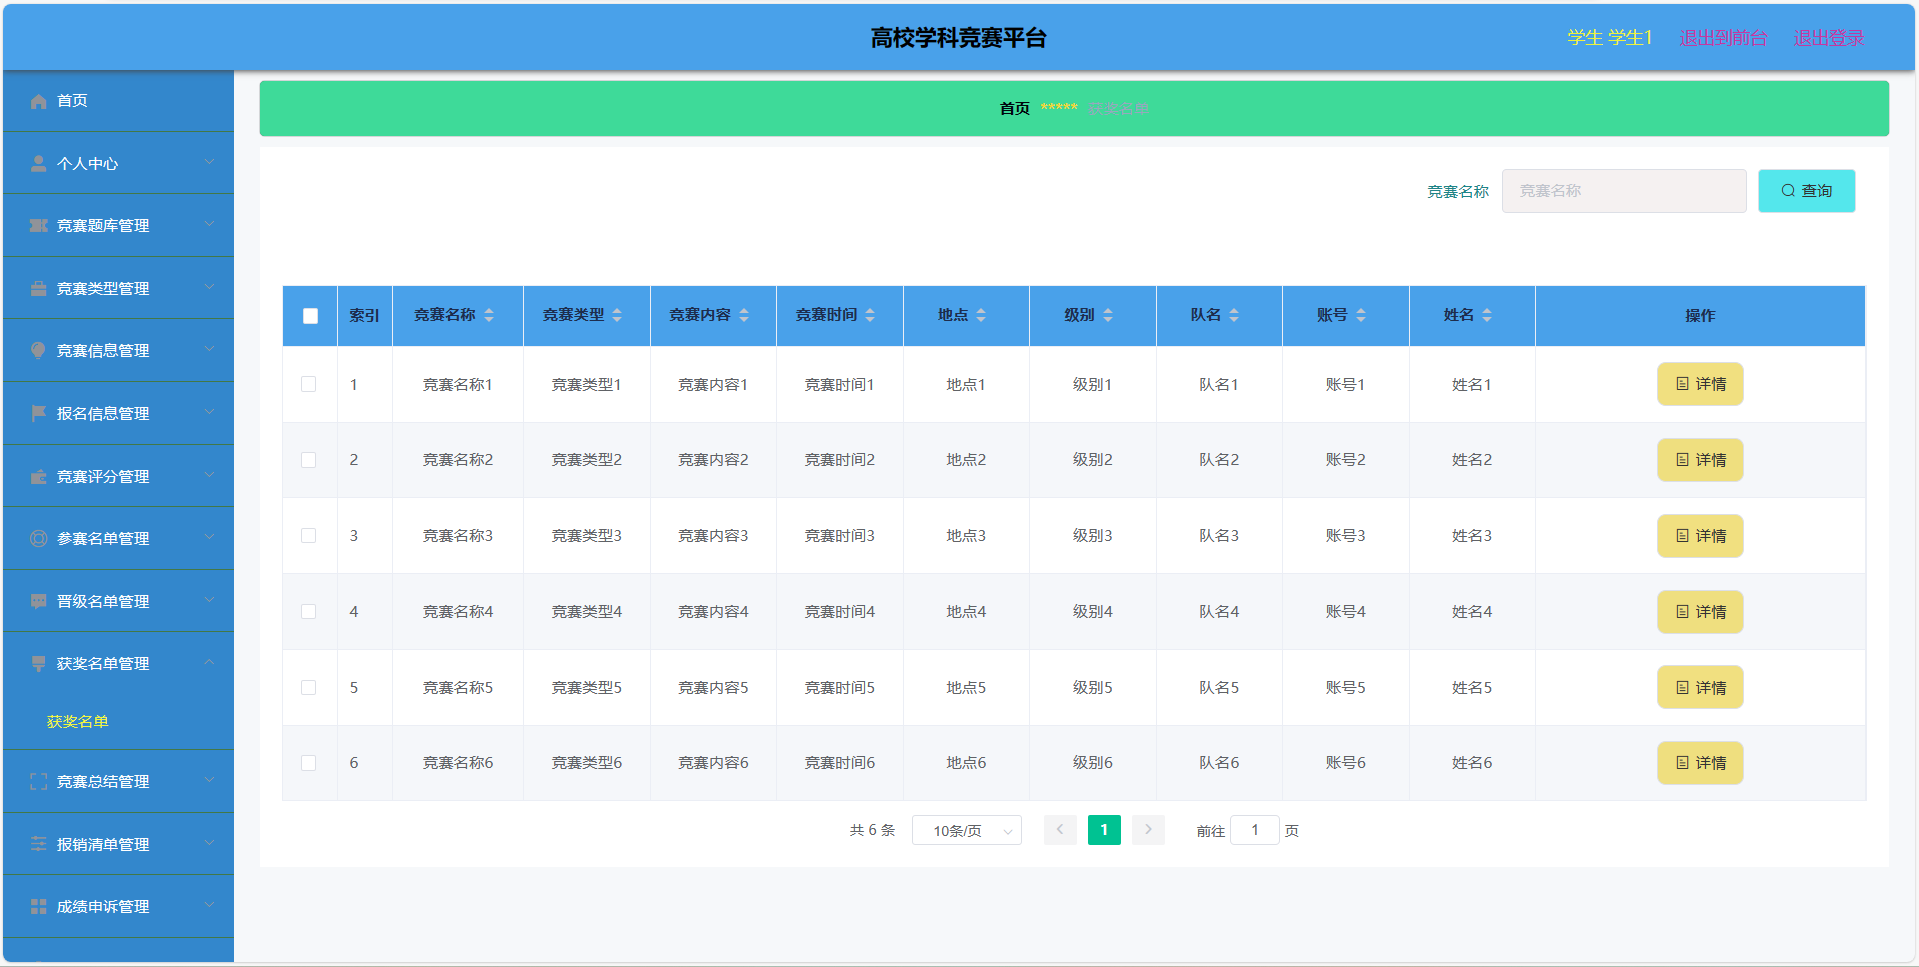 高校学科竞赛平台
学生 学生1 退出到前台 退出登录
首页
个人中心
竞赛题库管理
竞赛类型管理
竞赛信息管理
报名信息管理
竞赛评分管理
参赛名单管理
晋级名单管理
获奖名单管理
获奖名单
竞赛总结管理
报销清单管理
成绩申诉管理
首页 ***** 获奖名单
竞赛名称 竞赛名称 查询
索引 竞赛名称 竞赛类型 竞赛内容 竞赛时间 地点 级别 队名 账号 姓名 操作
1 竞赛名称1 竞赛类型1 竞赛内容1 竞赛时间1 地点1 级别1 队名1 账号1 姓名1 详情
2 竞赛名称2 竞赛类型2 竞赛内容2 竞赛时间2 地点2 级别2 队名2 账号2 姓名2 详情
3 竞赛名称3 竞赛类型3 竞赛内容3 竞赛时间3 地点3 级别3 队名3 账号3 姓名3 详情
4 竞赛名称4 竞赛类型4 竞赛内容4 竞赛时间4 地点4 级别4 队名4 账号4 姓名4 详情
5 竞赛名称5 竞赛类型5 竞赛内容5 竞赛时间5 地点5 级别5 队名5 账号5 姓名5 详情
6 竞赛名称6 竞赛类型6 竞赛内容6 竞赛时间6 地点6 级别6 队名6 账号6 姓名6 详情
共 6 条 10条/页 1 前往 1 页